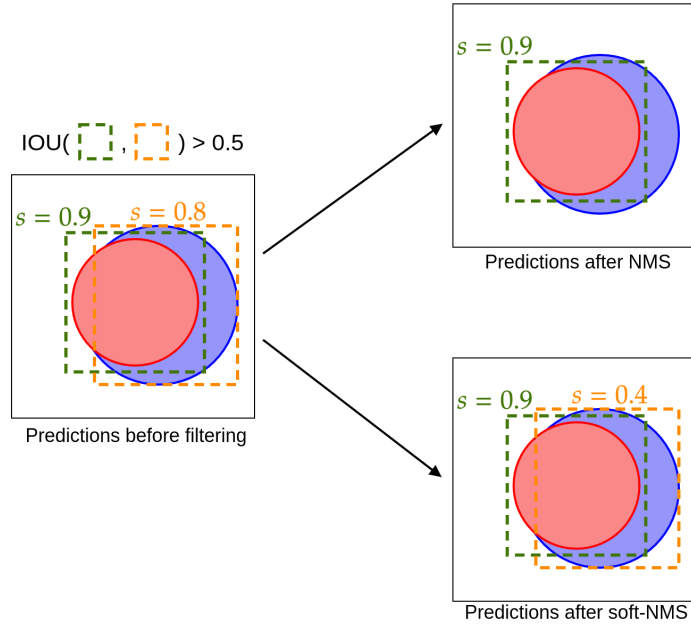 IOU( , ) > 0.5
s = 0.9
s = 0.8
Predictions before filtering
s = 0.9
Predictions after NMS
s = 0.9
s = 0.4
Predictions after soft-NMS